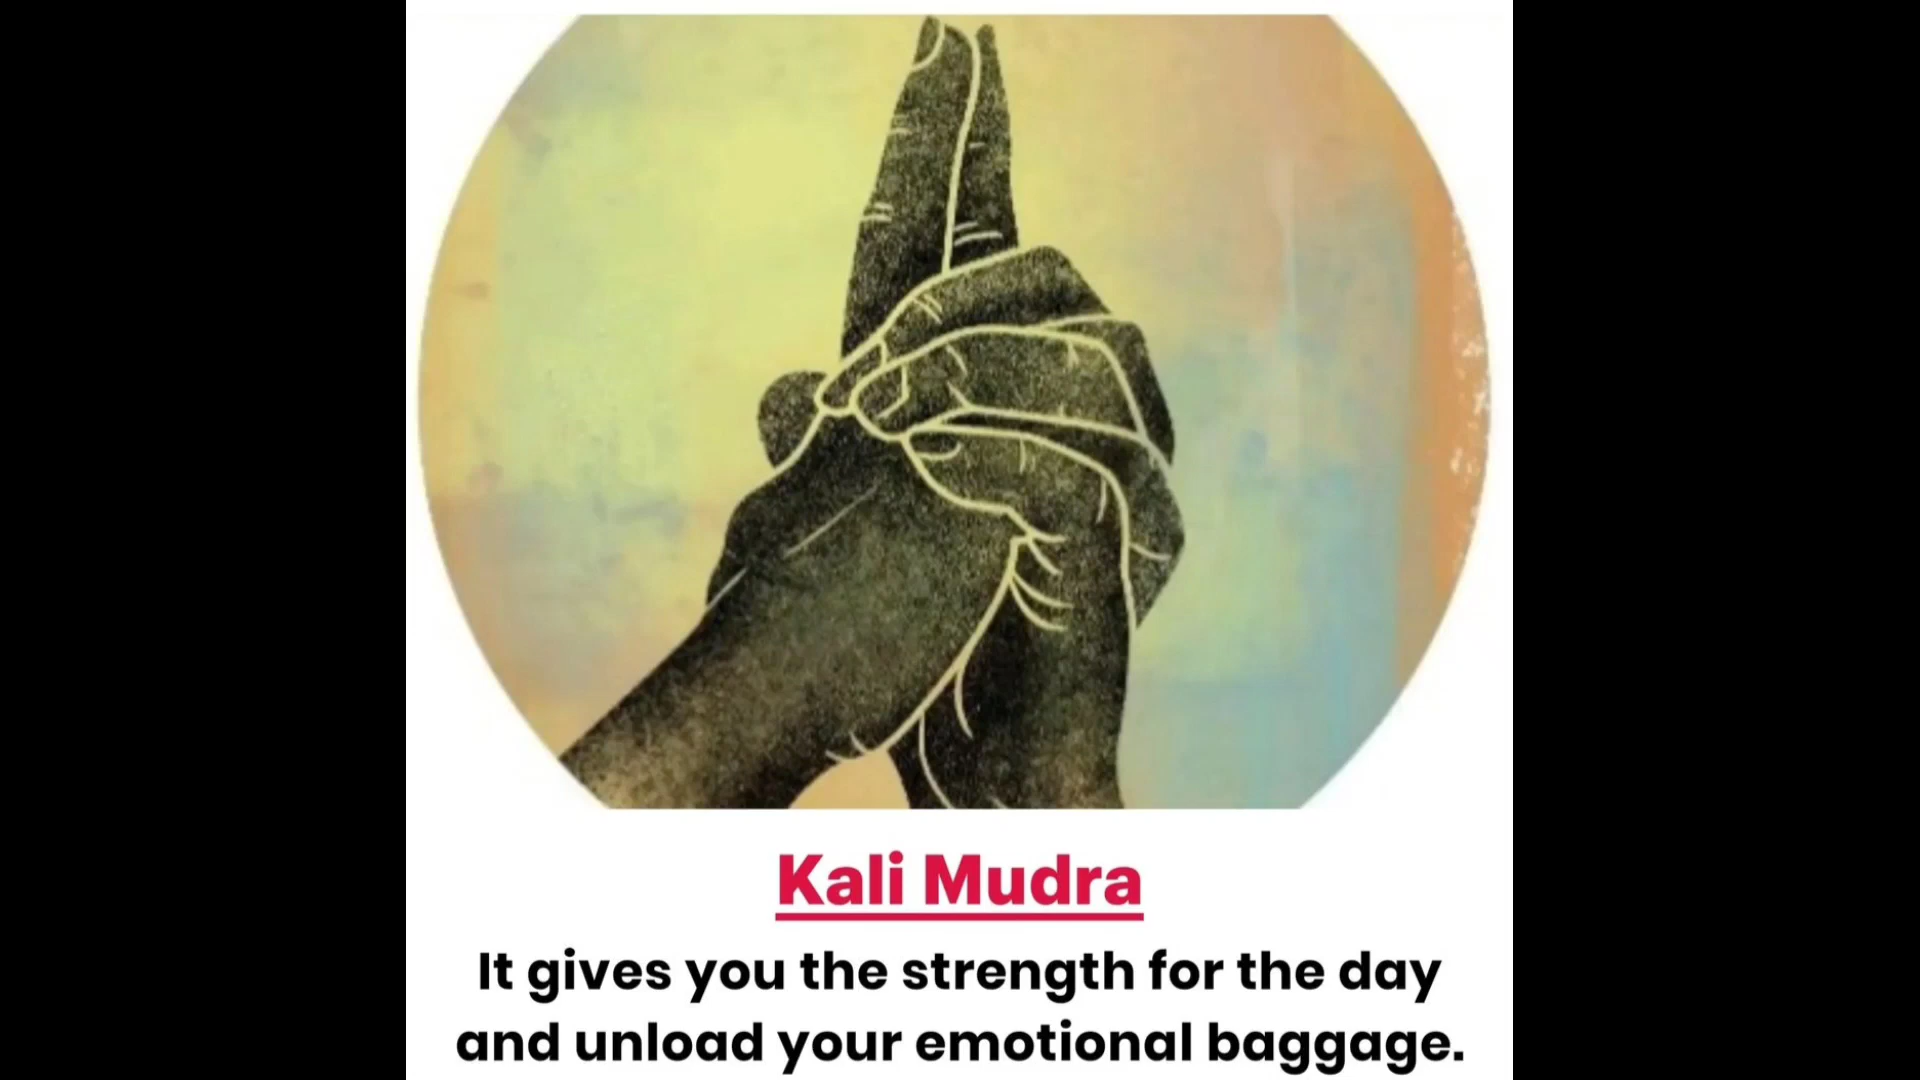 Kali Mudra
It gives you the strength for the day
and unload your emotional baggage.